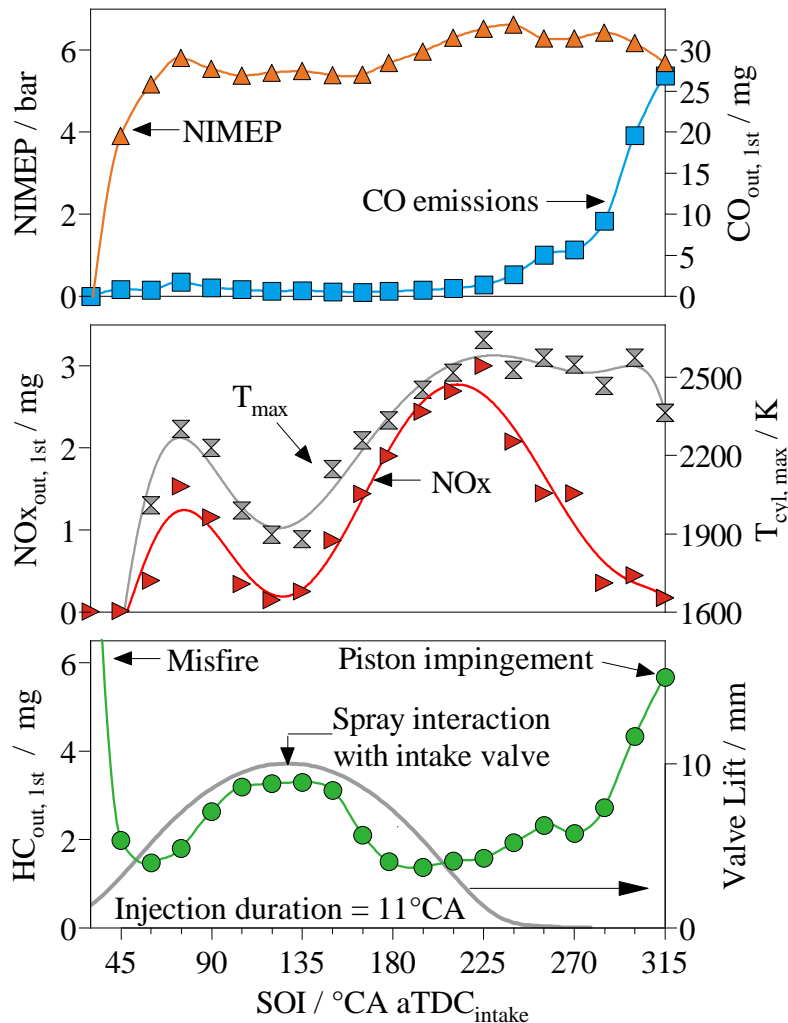 NIMEP / bar
6
4
2
0
NIMEP
CO emissions
30
25
20
15
10
5
0
CO_out, 1st / mg
NOx_out, 1st / mg
3
2
1
0
T_max
NOx
2500
2200
1900
1600
T_cyl, max / K
HC_out, 1st / mg
6
4
2
0
Misfire
Piston impingement
Spray interaction
with intake valve
Injection duration = 11°CA
10
0
Valve Lift / mm
45 90 135 180 225 270 315
SOI / °CA aTDC_intake